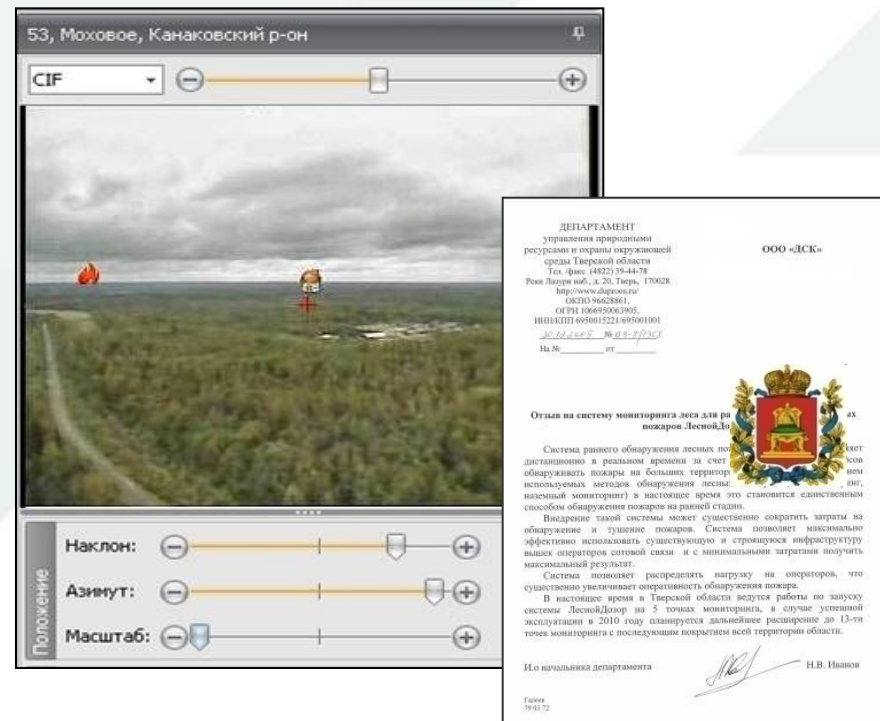 53, Моховое, Канаковский р-он
CIF
Положение
Наклон:
Азимут:
Масштаб:
ДЕПАРТАМЕНТ
управления природными
ресурсами и охраны окружающей
среды Тверской области
Тел. /факс (4822) 39-44-78
Реки Лазури наб., д. 20, Тверь, 170028
http://www.duproos.ru/
ОКПО 96628861,
ОГРН 1066950063905,
ИНН/КПП 6950015221/695001001
На № от
ООО «ДСК»
Отзыв на систему мониторинга леса для
пожаров
Система раннего обнаружения лесных
дистанционно в реальном времени за счет
обнаруживать пожары на больших
используемых методов обнаружения
наземный мониторинг) в настоящее время это становится единственным
способом обнаружения пожаров на ранней стадии.
Внедрение такой системы может существенно сократить затраты на
обнаружение и тушение пожаров. Система позволяет максимально
эффективно использовать существующую и строящуюся инфраструктуру
вышек операторов сотовой связи и с минимальными затратами получить
максимальный результат.
Система позволяет распределять нагрузку на операторов, что
существенно увеличивает оперативность обнаружения пожара.
В настоящее время в Тверской области ведутся работы по запуску
системы ЛеснойДозор на 5 точках мониторинга, в случае успешной
эксплуатации в 2010 году планируется дальнейшее расширение до 13-ти
точек мониторинга с последующим покрытием всей территории области.
И.о начальника департамента Н.В. Иванов